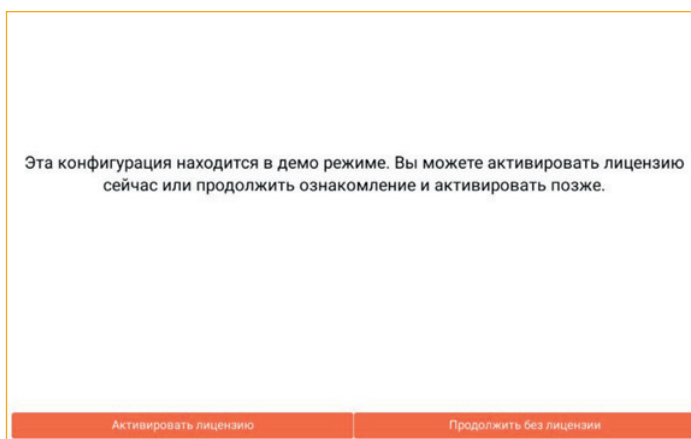 Эта конфигурация находится в демо режиме. Вы можете активировать лицензию
сейчас или продолжить ознакомление и активировать позже.
Активировать лицензию
Продолжить без лицензии